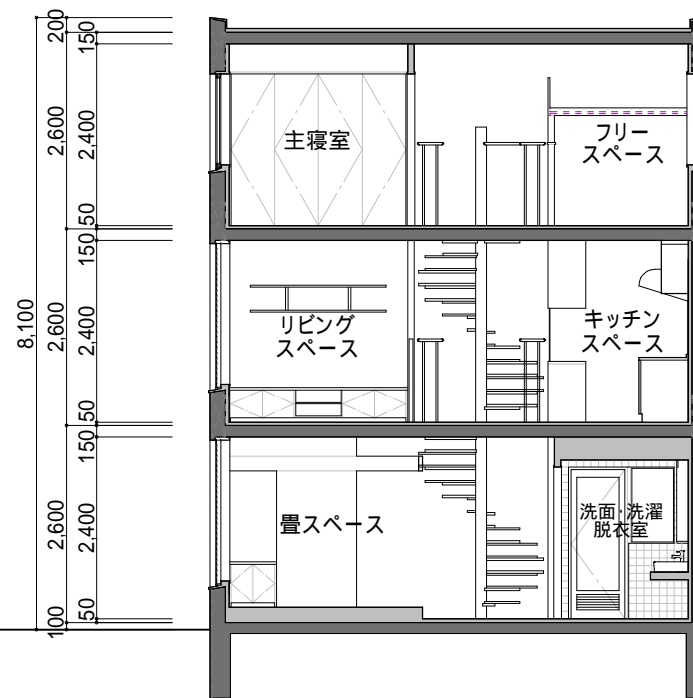 200
150
2,600
2,400
主寝室
フリー
スペース
50
150
8,100
2,600
2,400
リビング
スペース
キッチン
スペース
50
150
2,600
2,400
畳スペース
洗面・洗濯
脱衣室
50
100